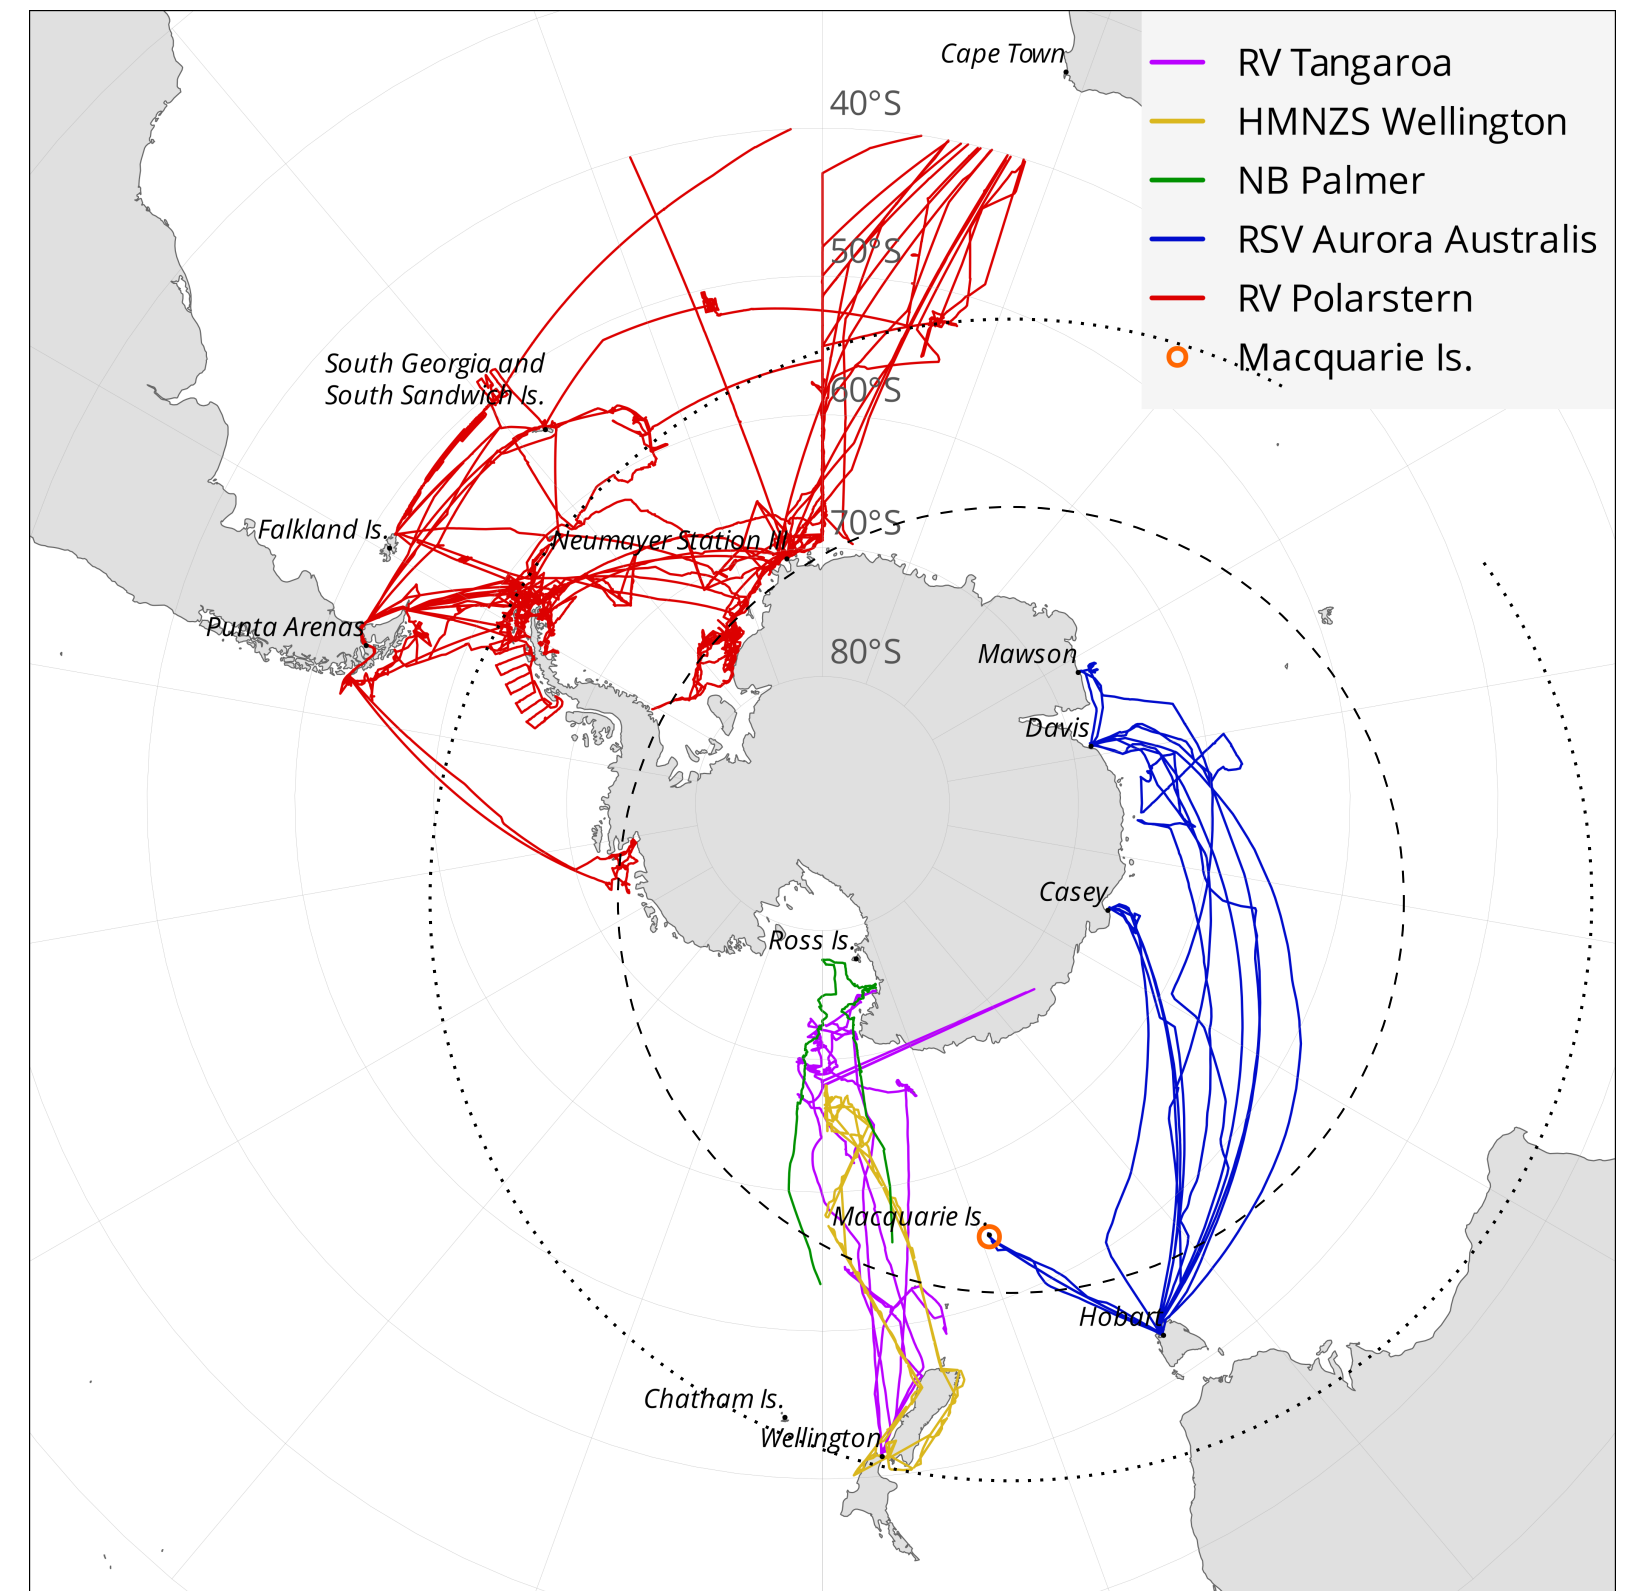 Cape Town
RV Tangaroa
HMNZS Wellington
NB Palmer
RSV Aurora Australis
RV Polarstern
Macquarie Is.
40°S
50°S
60°S
70°S
80°S
South Georgia and
South Sandwich Is.
Falkland Is.
Neumayer Station III
Punta Arenas
Mawson
Davis
Casey
Ross Is.
Macquarie Is.
Hobart
Chatham Is.
Wellington